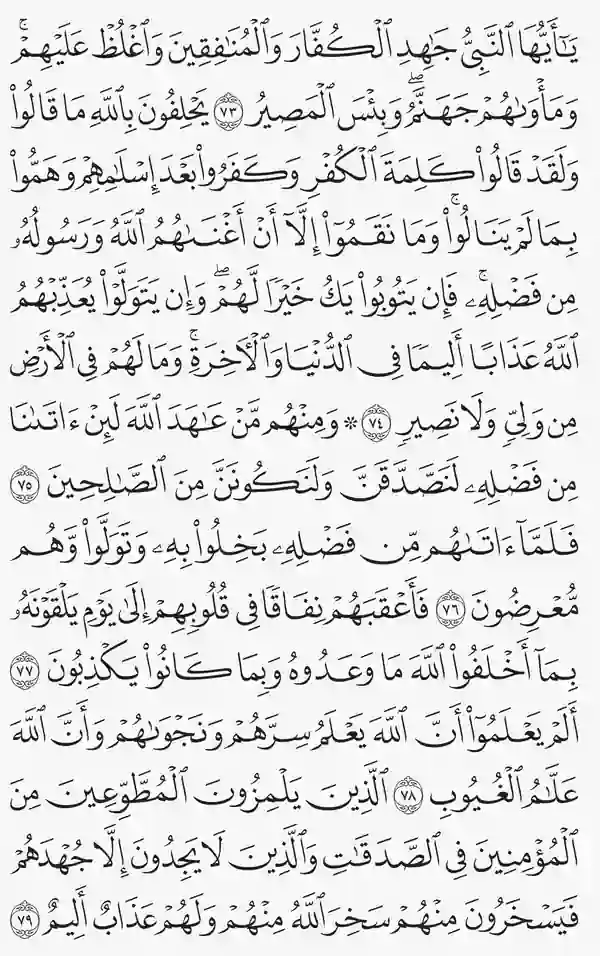 يَـٰٓأَيُّهَا ٱلنَّبِيُّ جَـٰهِدِ ٱلْكُفَّارَ وَٱلْمُنَـٰفِقِينَ وَٱغْلُظْ عَلَيْهِمْۚ
وَمَأْوَىٰهُمْ جَهَنَّمُۖ وَبِئْسَ ٱلْمَصِيرُ ٧٣ يَحْلِفُونَ بِٱللَّهِ مَا قَالُوا۟
وَلَقَدْ قَالُوا۟ كَلِمَةَ ٱلْكُفْرِ وَكَفَرُوا۟ بَعْدَ إِسْلَـٰمِهِمْ وَهَمُّوا۟
بِمَا لَمْ يَنَالُوا۟ۚ وَمَا نَقَمُوٓا۟ إِلَّآ أَنْ أَغْنَىٰهُمُ ٱللَّهُ وَرَسُولُهُۥ
مِن فَضْلِهِۦۚ فَإِن يَتُوبُوا۟ يَكُ خَيْرًا لَّهُمْۖ وَإِن يَتَوَلَّوْا۟ يُعَذِّبْهُمُ
ٱللَّهُ عَذَابًا أَلِيمًا فِى ٱلدُّنْيَا وَٱلْـَٔاخِرَةِۚ وَمَا لَهُمْ فِى ٱلْأَرْضِ
مِن وَلِىٍّ وَلَا نَصِيرٍ ٧٤ ۞ وَمِنْهُم مَّنْ عَـٰهَدَ ٱللَّهَ لَئِنْ ءَاتَىٰنَا
مِن فَضْلِهِۦ لَنَصَّدَّقَنَّ وَلَنَكُونَنَّ مِنَ ٱلصَّـٰلِحِينَ ٧٥
فَلَمَّآ ءَاتَىٰهُم مِّن فَضْلِهِۦ بَخِلُوا۟ بِهِۦ وَتَوَلَّوا۟ وَّهُم
مُّعْرِضُونَ ٧٦ فَأَعْقَبَهُمْ نِفَاقًا فِى قُلُوبِهِمْ إِلَىٰ يَوْمِ يَلْقَوْنَهُۥ
بِمَآ أَخْلَفُوا۟ ٱللَّهَ مَا وَعَدُوهُ وَبِمَا كَانُوا۟ يَكْذِبُونَ ٧٧
أَلَمْ يَعْلَمُوٓا۟ أَنَّ ٱللَّهَ يَعْلَمُ سِرَّهُمْ وَنَجْوَىٰهُمْ وَأَنَّ ٱللَّهَ
عَلَّـٰمُ ٱلْغُيُوبِ ٧٨ ٱلَّذِينَ يَلْمِزُونَ ٱلْمُطَّوِّعِينَ مِنَ
ٱلْمُؤْمِنِينَ فِى ٱلصَّدَقَـٰتِ وَٱلَّذِينَ لَا يَجِدُونَ إِلَّا جُهْدَهُمْ
فَيَسْخَرُونَ مِنْهُمْ سَخِرَ ٱللَّهُ مِنْهُمْ وَلَهُمْ عَذَابٌ أَلِيمٌ ٧٩